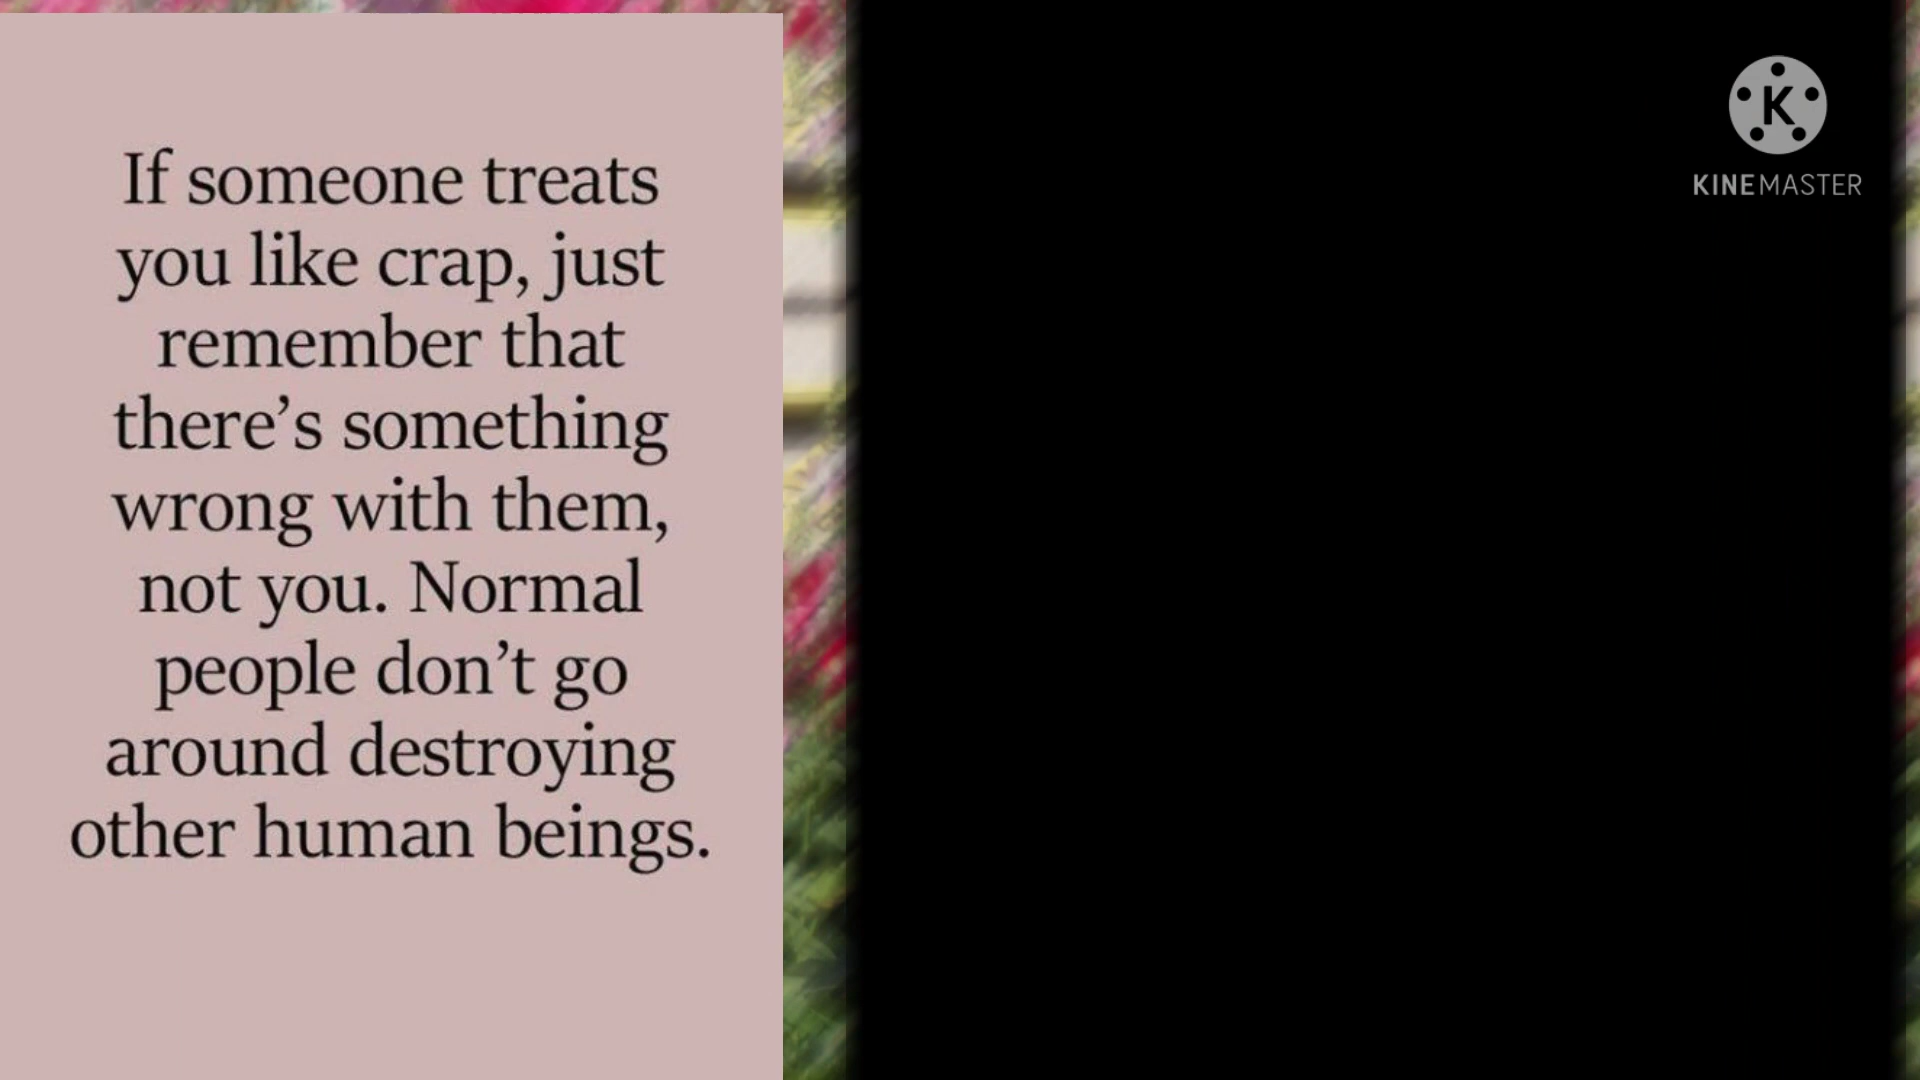 If someone treats
you like crap, just
remember that
there’s something
wrong with them,
not you. Normal
people don’t go
around destroying
other human beings.
K
KINEMASTER